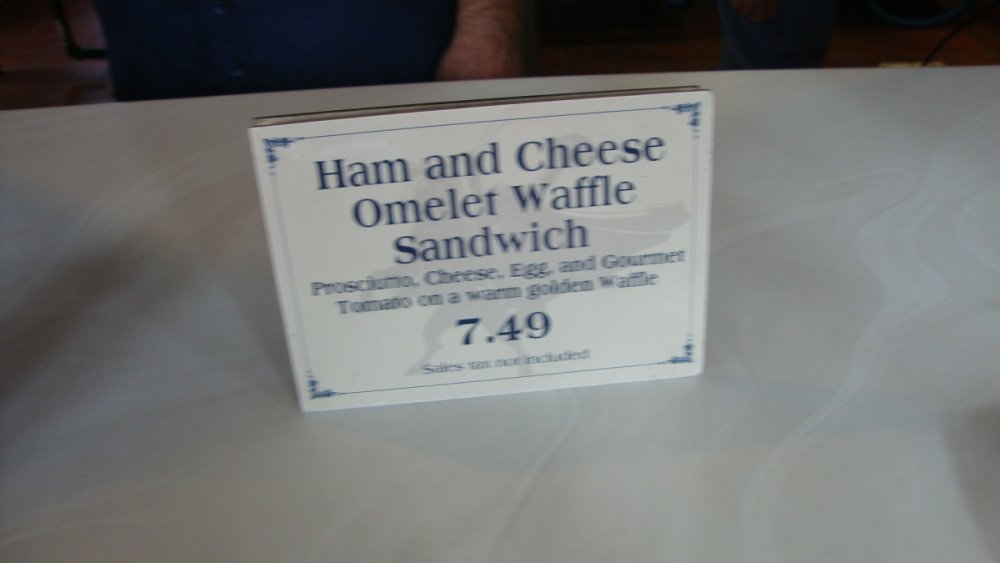 Ham and Cheese
Omelet Waffle
Sandwich
Prosciutto, Cheese, Egg, and Gourmet
Tomato on a warm golden Waffle
7.49
Sales tax not included